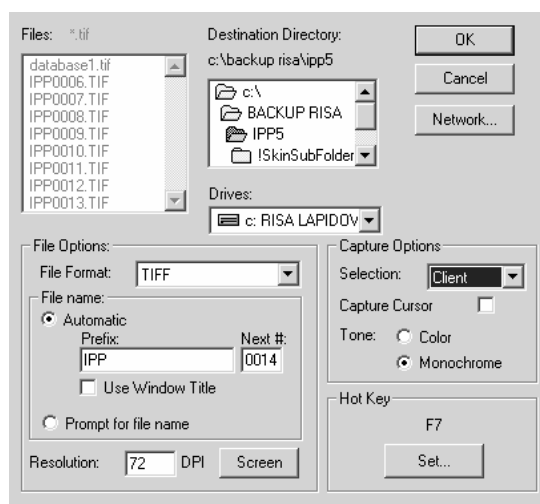 Files: *.tif
database1.tif
IPP0006.TIF
IPP0007.TIF
IPP0008.TIF
IPP0009.TIF
IPP0010.TIF
IPP0011.TIF
IPP0012.TIF
IPP0013.TIF
Destination Directory:
c:\backup risa\ipp5
c:\
BACKUP RISA
IPP5
!SkinSubFolder
Drives:
c: RISA LAPIDOV
OK
Cancel
Network...
File Options:
File Format: TIFF
File name:
Automatic
Prefix: Next #:
IPP 0014
Use Window Title
Prompt for file name
Resolution: 72 DPI Screen
Capture Options
Selection: Client
Capture Cursor
Tone: Color
Monochrome
Hot Key
F7
Set...